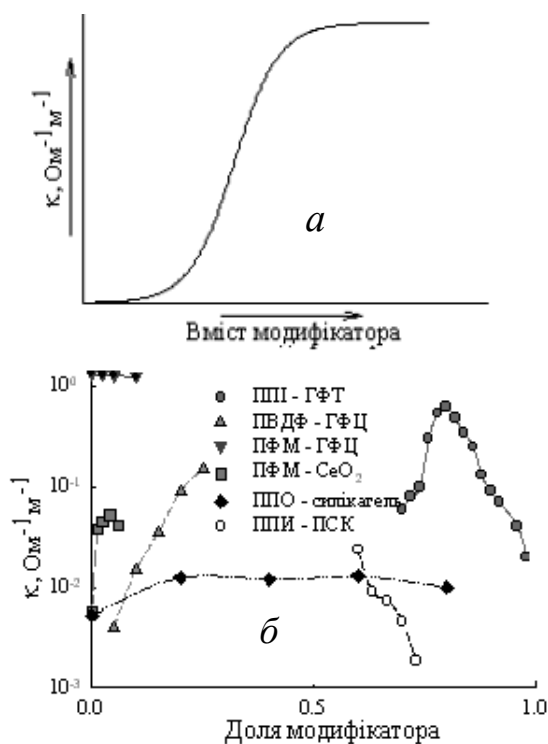 κ, Ом⁻¹м⁻¹
а
Вміст модифікатора
10⁰
10⁻¹
10⁻²
10⁻³
κ, Ом⁻¹м⁻¹
ППІ - ГФТ
ПВДФ - ГФЦ
ПФМ - ГФЦ
ПФМ - CeO₂
ППО - силікагель
ППИ - ПСК
б
0.0 0.5 1.0
Доля модифікатора